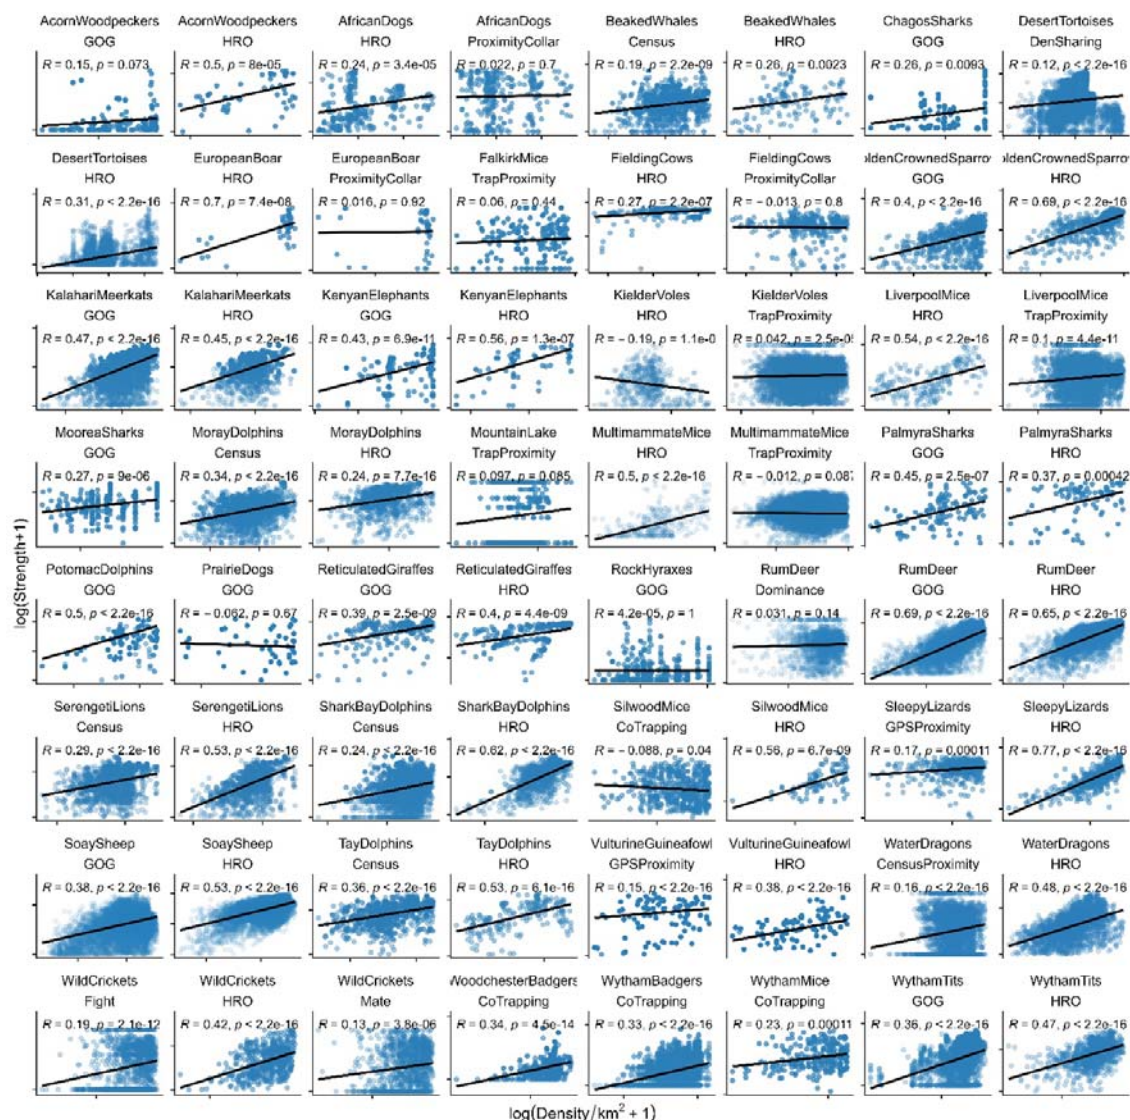 AcornWoodpeckers AcornWoodpeckers AfricanDogs AfricanDogs BeakedWhales BeakedWhales ChagosSharks DesertTortoises
GOG HRO HRO ProximityCollar Census HRO GOG DenSharing
R = 0.15, p = 0.073 R = 0.5, p = 8e-05 R = 0.24, p = 3.4e-05 R = 0.022, p = 0.7 R = 0.19, p = 2.2e-09 R = 0.26, p = 0.0023 R = 0.26, p = 0.0093 R = 0.12, p < 2.2e-16
DesertTortoises EuropeanBoar EuropeanBoar FalkirkMice FieldingCows FieldingCows oldenCrownedSparrow oldenCrownedSparrow
HRO HRO ProximityCollar TrapProximity HRO ProximityCollar GOG HRO
R = 0.31, p < 2.2e-16 R = 0.7, p = 7.4e-08 R = 0.016, p = 0.92 R = 0.06, p = 0.44 R = 0.27, p = 2.2e-07 R = −0.013, p = 0.8 R = 0.4, p < 2.2e-16 R = 0.69, p < 2.2e-16
KalahariMeerkats KalahariMeerkats KenyanElephants KenyanElephants KielderVoles KielderVoles LiverpoolMice LiverpoolMice
GOG HRO GOG HRO HRO TrapProximity HRO TrapProximity
R = 0.47, p < 2.2e-16 R = 0.45, p < 2.2e-16 R = 0.43, p = 6.9e-11 R = 0.56, p = 1.3e-07 R = −0.19, p = 1.1e-0 R = 0.042, p = 2.5e-0 R = 0.54, p < 2.2e-16 R = 0.1, p = 4.4e-11
MooreaSharks MorayDolphins MorayDolphins MountainLake MultimammateMice MultimammateMice PalmyraSharks PalmyraSharks
GOG Census HRO TrapProximity HRO TrapProximity GOG HRO
R = 0.27, p = 9e-06 R = 0.34, p < 2.2e-16 R = 0.24, p = 7.7e-16 R = 0.097, p = 0.085 R = 0.5, p < 2.2e-16 R = −0.012, p = 0.08 R = 0.45, p = 2.5e-07 R = 0.37, p = 0.00042
PotomacDolphins PrairieDogs ReticulatedGiraffes ReticulatedGiraffes RockHyraxes RumDeer RumDeer RumDeer
GOG GOG GOG HRO GOG Dominance GOG HRO
R = 0.5, p < 2.2e-16 R = −0.062, p = 0.67 R = 0.39, p = 2.5e-09 R = 0.4, p = 4.4e-09 R = 4.2e-05, p = 1 R = 0.031, p = 0.14 R = 0.69, p < 2.2e-16 R = 0.65, p < 2.2e-16
SerengetiLions SerengetiLions SharkBayDolphins SharkBayDolphins SilwoodMice SilwoodMice SleepyLizards SleepyLizards
Census HRO Census HRO CoTrapping HRO GPSProximity HRO
R = 0.29, p < 2.2e-16 R = 0.53, p < 2.2e-16 R = 0.24, p < 2.2e-16 R = 0.62, p < 2.2e-16 R = −0.088, p = 0.04 R = 0.56, p = 6.7e-09 R = 0.17, p = 0.00011 R = 0.77, p < 2.2e-16
SoaySheep SoaySheep TayDolphins TayDolphins VulturineGuineafowl VulturineGuineafowl WaterDragons WaterDragons
GOG HRO Census HRO GPSProximity HRO CensusProximity HRO
R = 0.38, p < 2.2e-16 R = 0.53, p < 2.2e-16 R = 0.36, p < 2.2e-16 R = 0.53, p = 6.1e-16 R = 0.15, p < 2.2e-16 R = 0.38, p < 2.2e-16 R = 0.16, p < 2.2e-16 R = 0.48, p < 2.2e-16
WildCrickets WildCrickets WildCrickets WoodchesterBadgers WythamBadgers WythamMice WythamTits WythamTits
Fight HRO Mate CoTrapping CoTrapping CoTrapping GOG HRO
R = 0.19, p = 2.1e-12 R = 0.42, p < 2.2e-16 R = 0.13, p = 3.8e-06 R = 0.34, p = 4.5e-14 R = 0.33, p < 2.2e-16 R = 0.23, p = 0.00011 R = 0.36, p < 2.2e-16 R = 0.47, p < 2.2e-16
log(Strength+1)
log(Density/km² + 1)